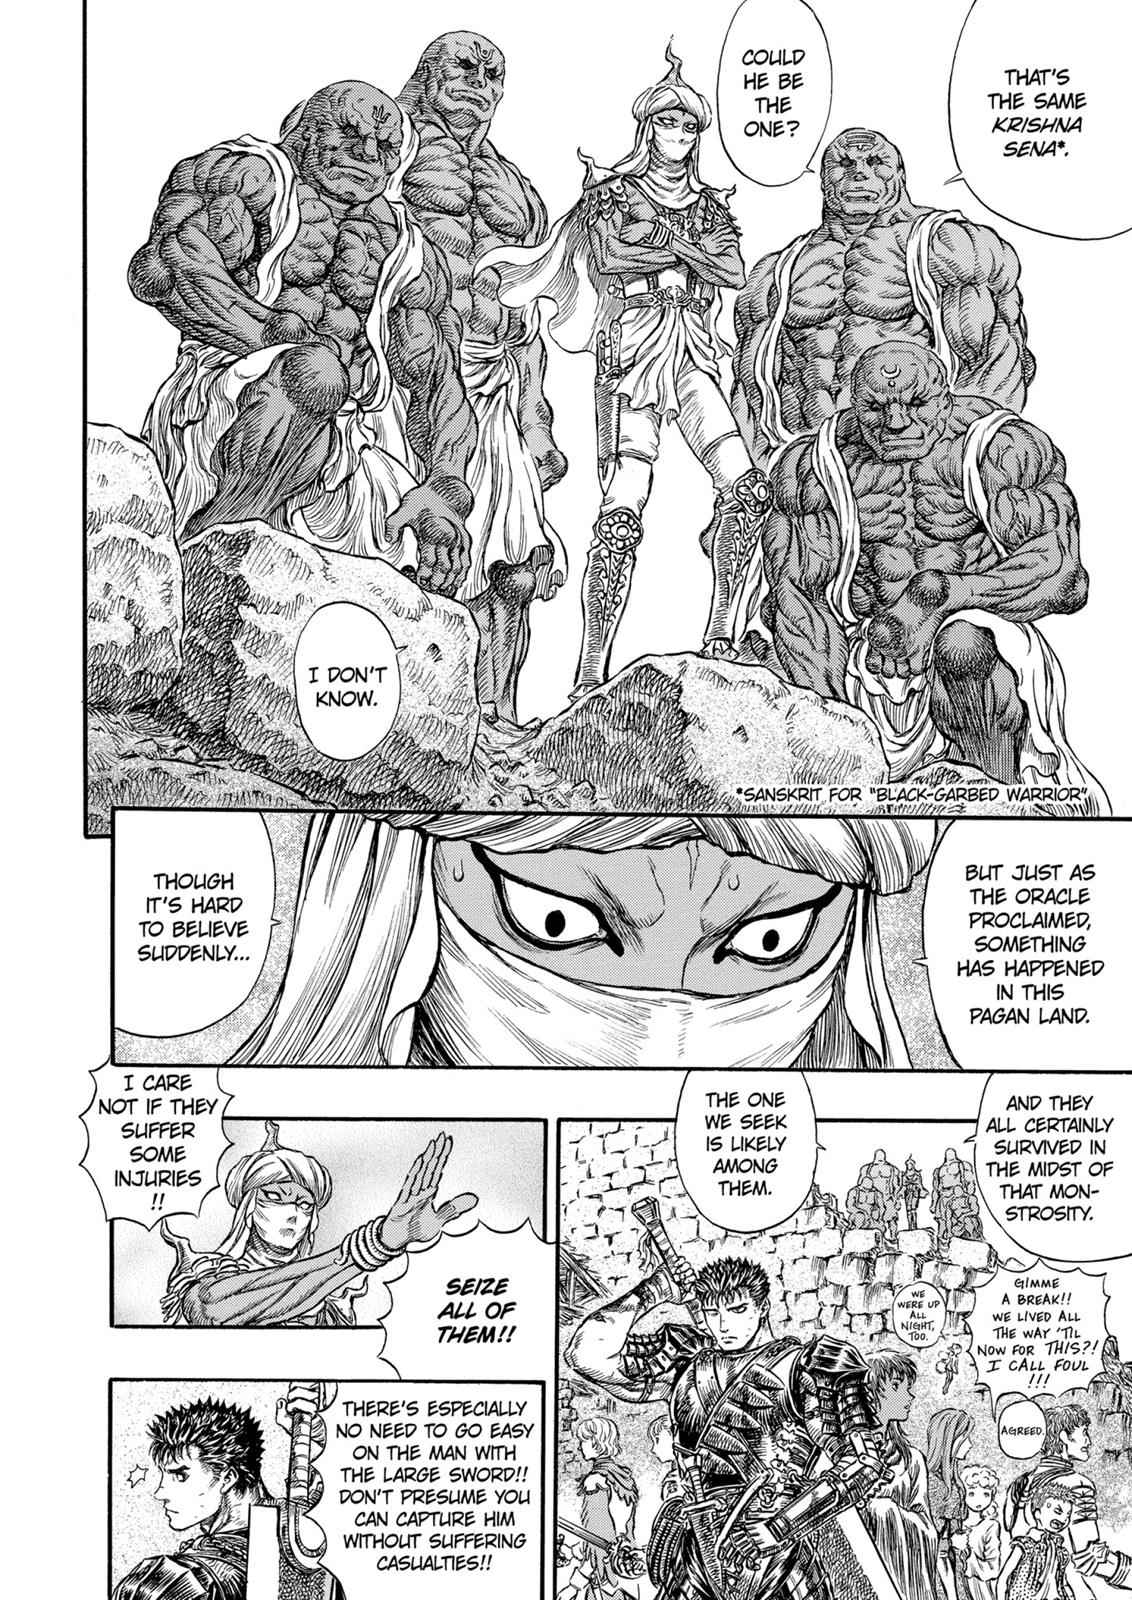 THAT'S
THE SAME
KRISHNA
SENA*.
COULD
HE BE
THE
ONE?
I DON'T
KNOW.
*SANSKRIT FOR "BLACK-GARBED WARRIOR"
BUT JUST AS
THE ORACLE
PROCLAIMED,
SOMETHING
HAS HAPPENED
IN THIS
PAGAN LAND.
THOUGH
IT'S HARD
TO BELIEVE
SUDDENLY...
AND THEY
ALL CERTAINLY
SURVIVED IN
THE MIDST OF
THAT MON-
STROSITY.
THE ONE
WE SEEK
IS LIKELY
AMONG
THEM.
GIMME
A BREAK!!
WE LIVED ALL
THE WAY 'TIL
NOW FOR THIS?!
I CALL FOUL
!!!
WE
WERE UP
ALL
NIGHT,
TOO.
AGREED.
I CARE
NOT IF THEY
SUFFER
SOME
INJURIES
!!
SEIZE
ALL OF
THEM!!
THERE'S ESPECIALLY
NO NEED TO GO EASY
ON THE MAN WITH
THE LARGE SWORD!!
DON'T PRESUME YOU
CAN CAPTURE HIM
WITHOUT SUFFERING
CASUALTIES!!